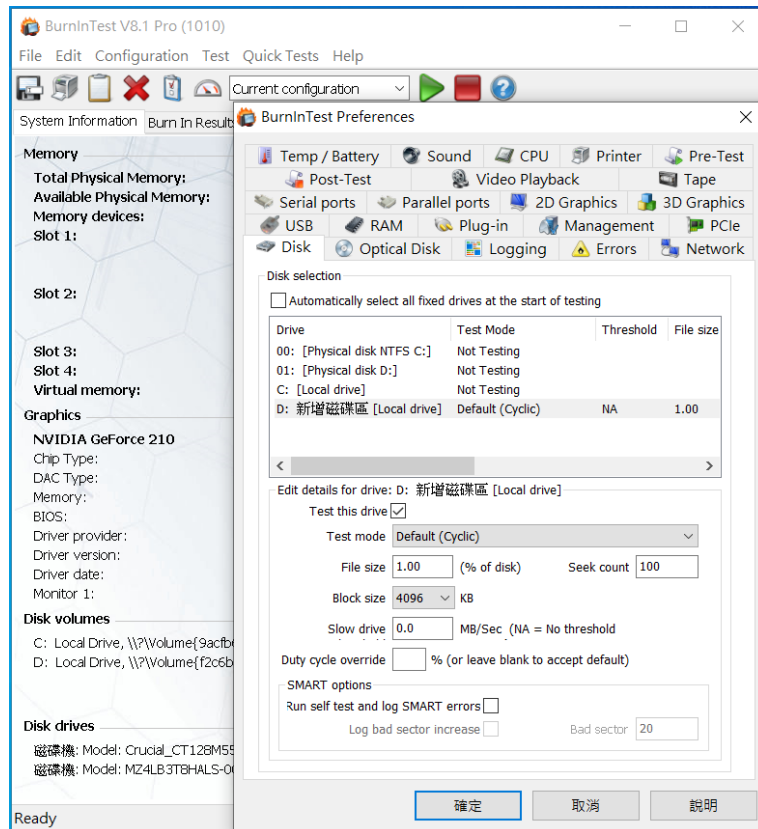 BurnInTest V8.1 Pro (1010)
File Edit Configuration Test Quick Tests Help
Current configuration
System Information Burn In Results
Memory
Total Physical Memory:
Available Physical Memory:
Memory devices:
Slot 1:
Slot 2:
Slot 3:
Slot 4:
Virtual memory:
Graphics
NVIDIA GeForce 210
Chip Type:
DAC Type:
Memory:
BIOS:
Driver provider:
Driver version:
Driver date:
Monitor 1:
Disk volumes
C: Local Drive, \\?\Volume{9acfb
D: Local Drive, \\?\Volume{f2c6b
Disk drives
磁碟機: Model: Crucial_CT128M55
磁碟機: Model: MZ4LB3T8HALS-0
Ready
BurnInTest Preferences
Temp / Battery Sound CPU Printer Pre-Test
Post-Test Video Playback Tape
Serial ports Parallel ports 2D Graphics 3D Graphics
USB RAM Plug-in Management PCIe
Disk Optical Disk Logging Errors Network
Disk selection
Automatically select all fixed drives at the start of testing
Drive Test Mode Threshold File size
00: [Physical disk NTFS C:] Not Testing
01: [Physical disk D:] Not Testing
C: [Local drive] Not Testing
D: 新增磁碟區 [Local drive] Default (Cyclic) NA 1.00
Edit details for drive: D: 新增磁碟區 [Local drive]
Test this drive
Test mode Default (Cyclic)
File size 1.00 (% of disk) Seek count 100
Block size 4096 KB
Slow drive 0.0 MB/Sec (NA = No threshold
Duty cycle override % (or leave blank to accept default)
SMART options
Run self test and log SMART errors
Log bad sector increase Bad sector 20
確定 取消 說明